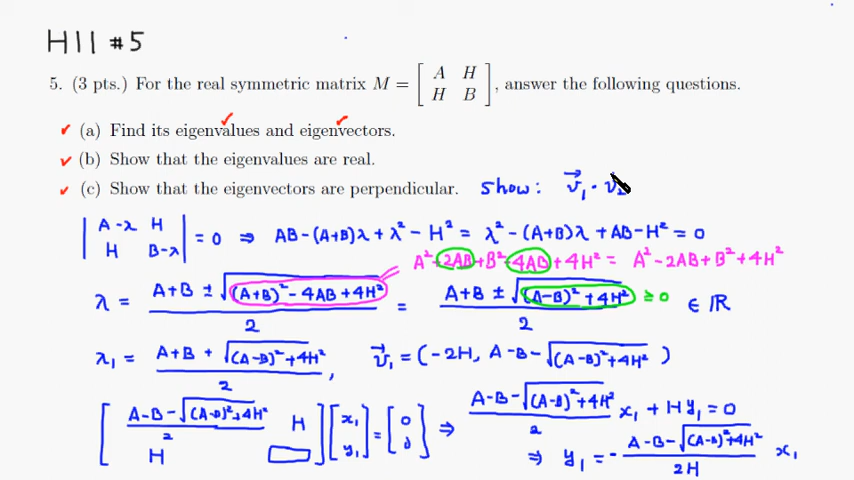 H11 #5
5. (3 pts.) For the real symmetric matrix M = [ A H ; H B ], answer the following questions.
✓ (a) Find its eigenvalues and eigenvectors.
✓ (b) Show that the eigenvalues are real.
✓ (c) Show that the eigenvectors are perpendicular. Show: v⃗₁ · v⃗₂
| A-λ H ; H B-λ | = 0 ⇒ AB-(A+B)λ+λ²-H² = λ²-(A+B)λ+AB-H²=0
A²+2AB+B²-4AB+4H² = A²-2AB+B²+4H²
λ = (A+B ± √((A+B)²-4AB+4H²))/2 = (A+B ± √((A-B)²+4H²))/2 ≥0 ∈ ℝ
λ₁ = (A+B+√((A-B)²+4H²))/2, v⃗₁ = (-2H, A-B-√((A-B)²+4H²))
[ (A-B-√((A-B)²+4H²))/2 H ; H ▭ ] [ x₁ ; y₁ ] = [ 0 ; 0 ] ⇒ (A-B-√((A-B)²+4H²))/2 x₁ + Hy₁ = 0
⇒ y₁ = -(A-B-√((A-B)²+4H²))/2H x₁